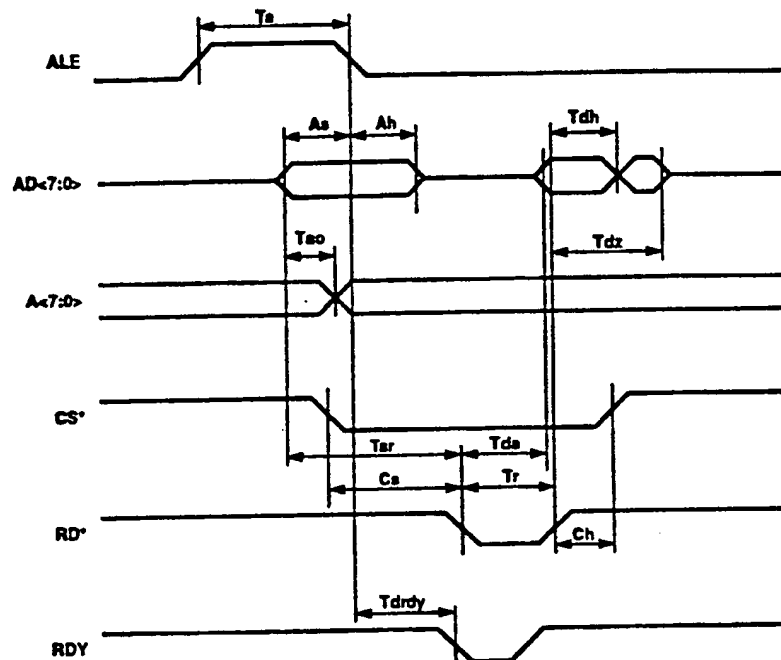 Ta
ALE
As Ah Tdh
AD<7:0>
Tao Tdz
A<7:0>
CS*
Tar Tda
Cs Tr
RD* Ch
Tdrdy
RDY